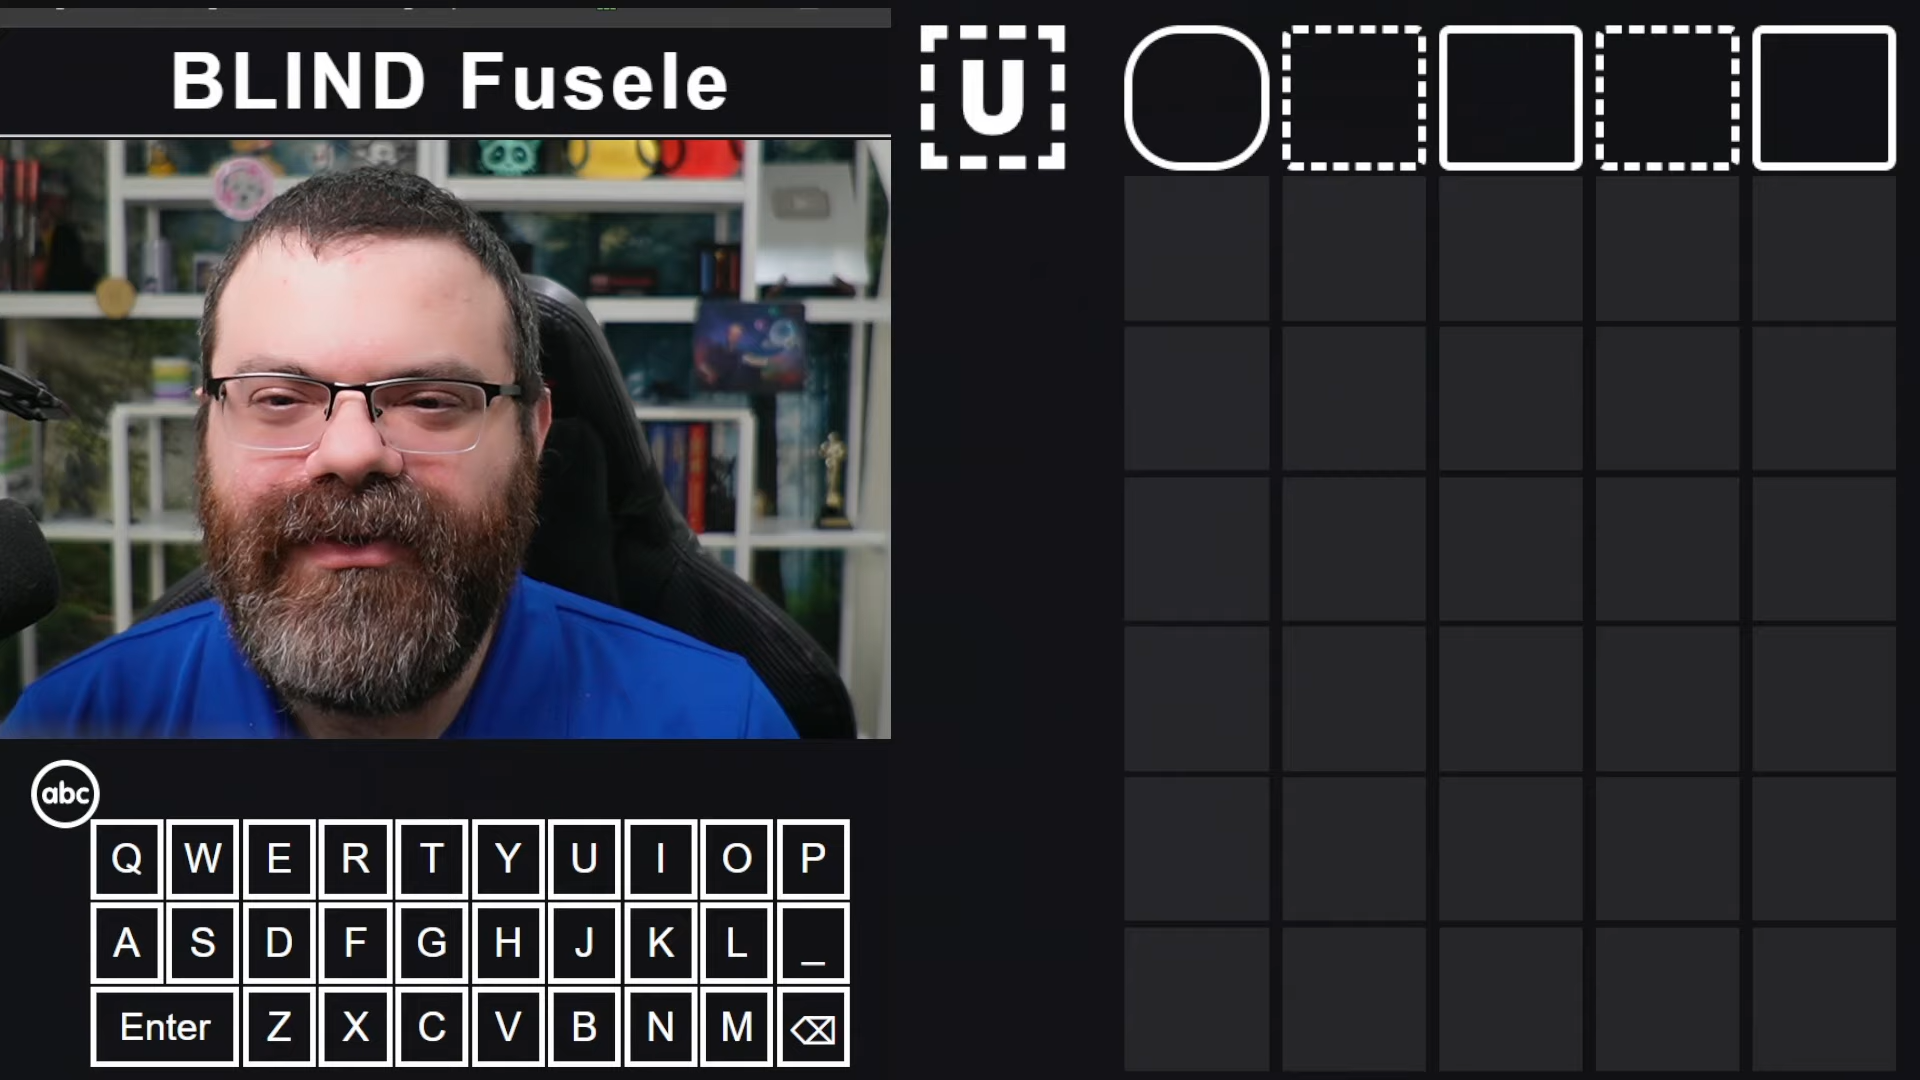 BLIND Fusele
U
abc
Q W E R T Y U I O P
A S D F G H J K L _
Enter Z X C V B N M ⌫